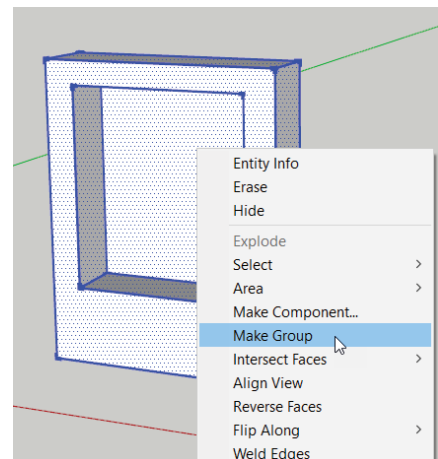 Entity Info
Erase
Hide
Explode
Select
Area
Make Component...
Make Group
Intersect Faces
Align View
Reverse Faces
Flip Along
Weld Edges